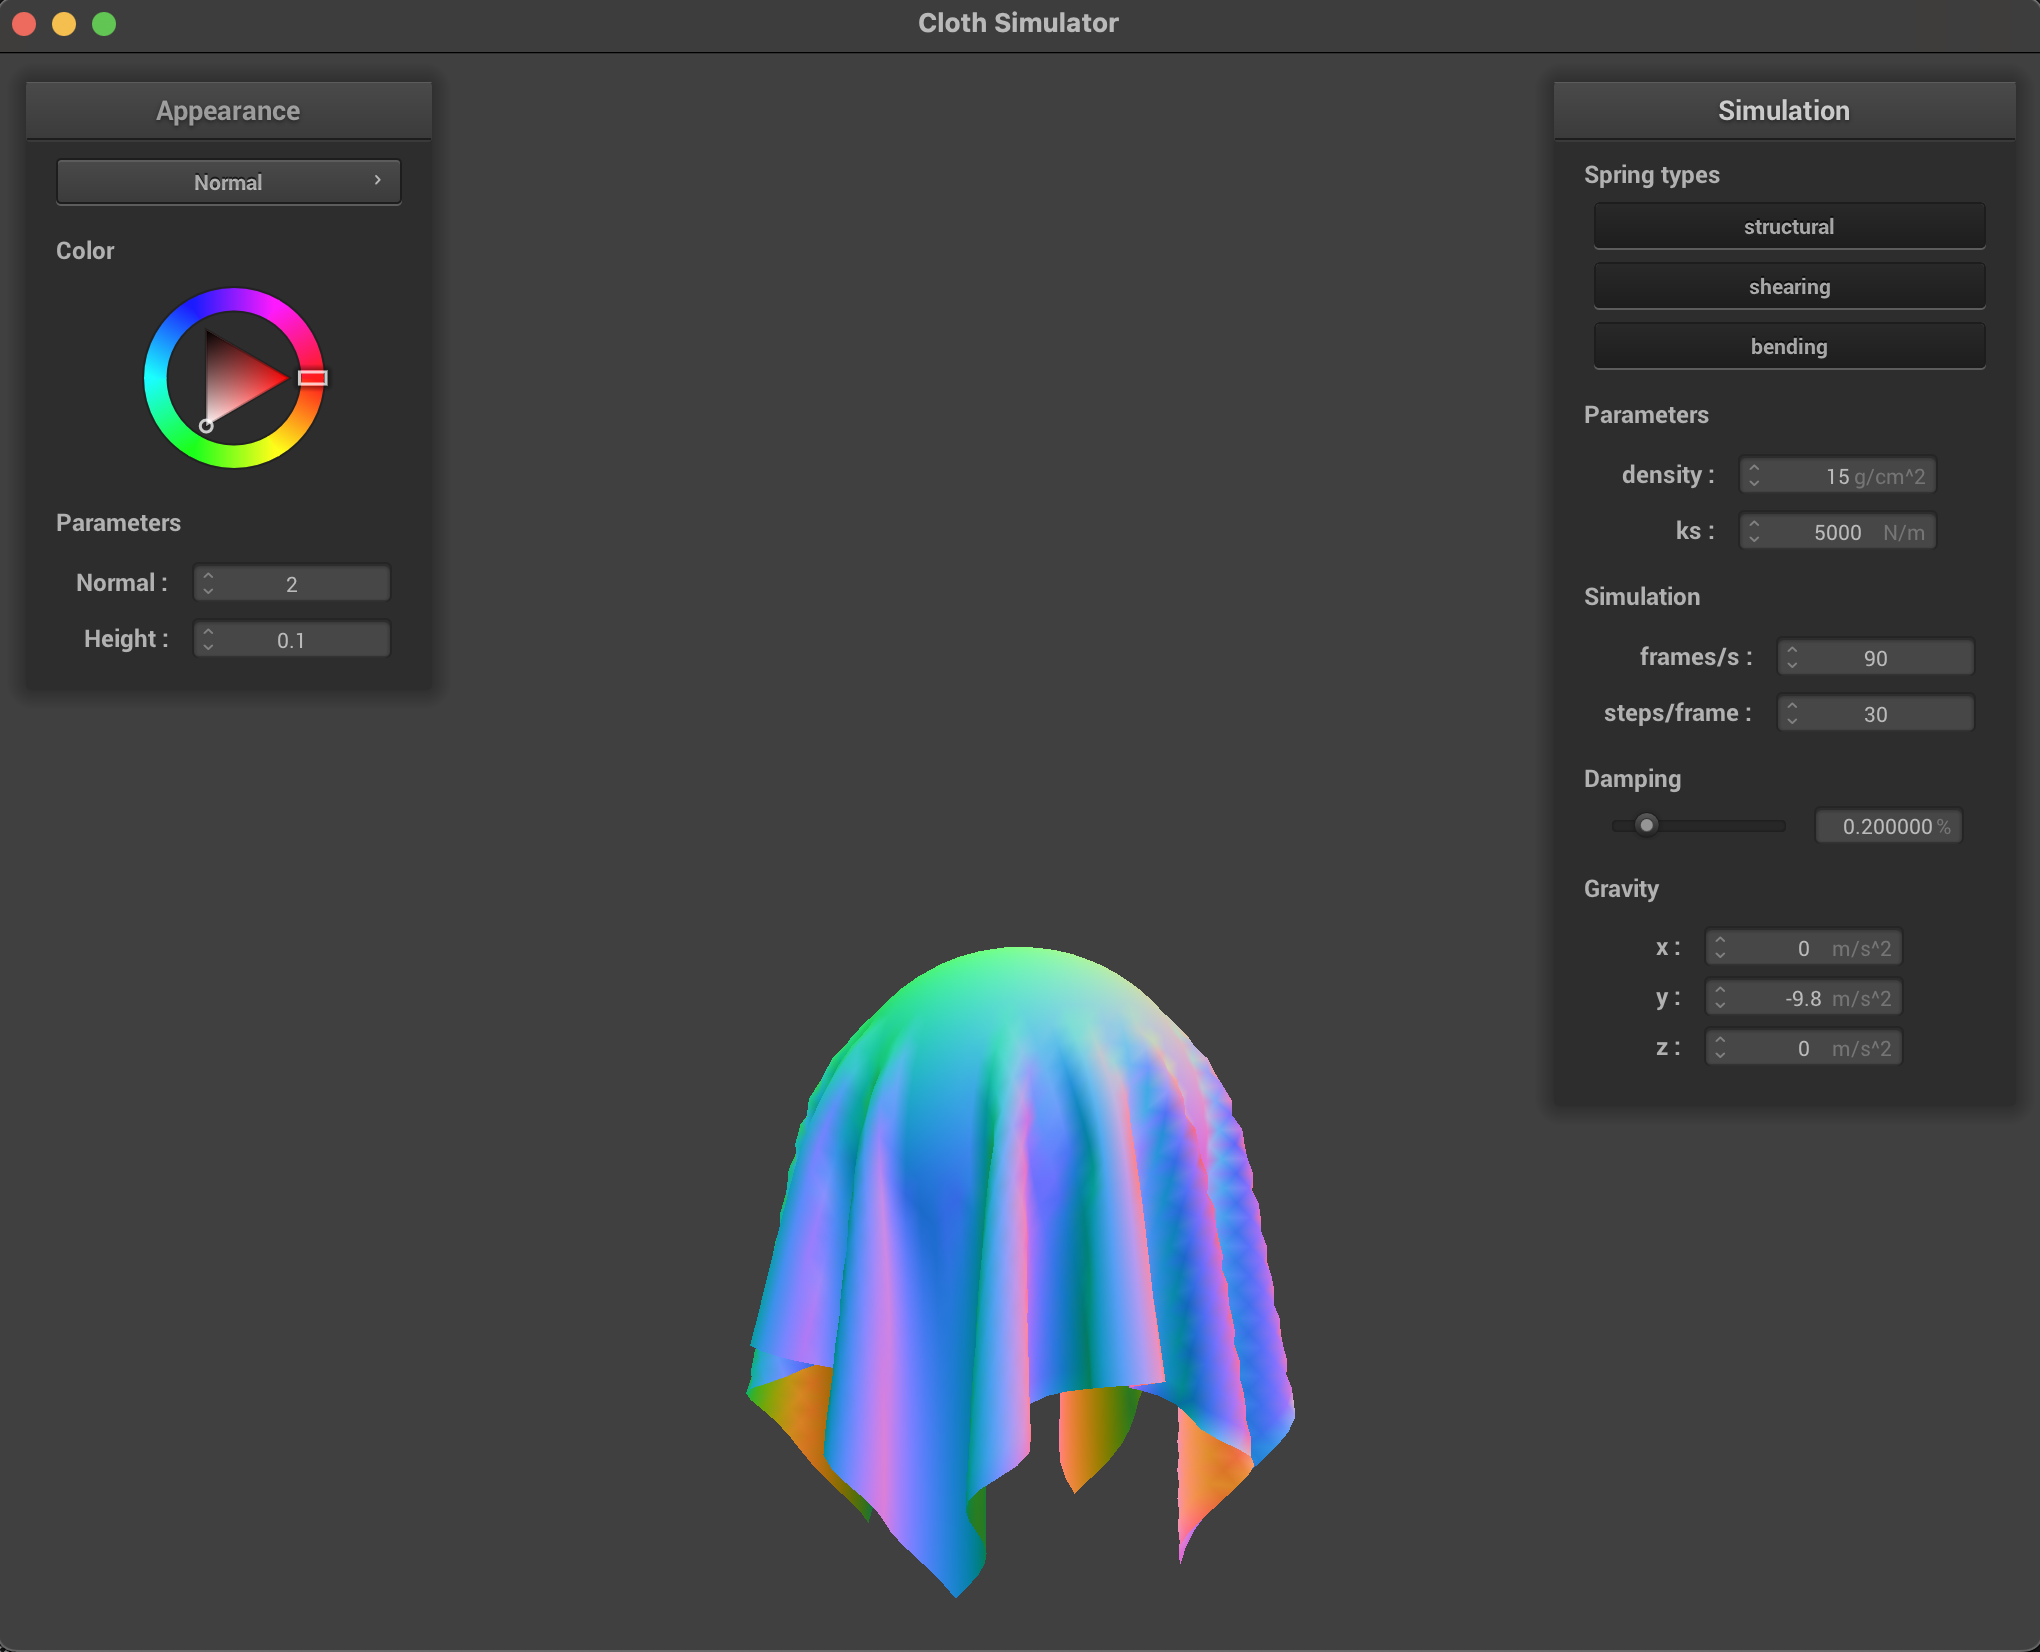 Cloth Simulator
Appearance
Normal
Color
Parameters
Normal : 2
Height : 0.1
Simulation
Spring types
structural
shearing
bending
Parameters
density : 15 g/cm^2
ks : 5000 N/m
Simulation
frames/s : 90
steps/frame : 30
Damping
0.200000 %
Gravity
x : 0 m/s^2
y : -9.8 m/s^2
z : 0 m/s^2